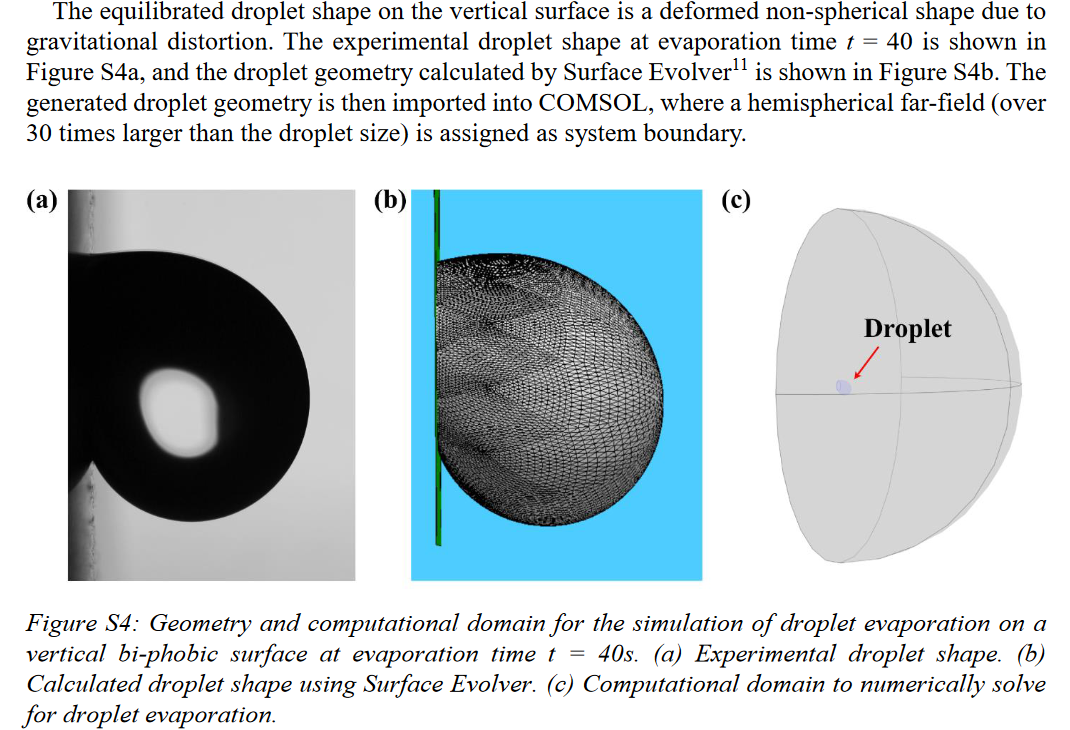 The equilibrated droplet shape on the vertical surface is a deformed non-spherical shape due to
gravitational distortion. The experimental droplet shape at evaporation time t = 40 is shown in
Figure S4a, and the droplet geometry calculated by Surface Evolver¹¹ is shown in Figure S4b. The
generated droplet geometry is then imported into COMSOL, where a hemispherical far-field (over
30 times larger than the droplet size) is assigned as system boundary.
(a)
(b)
(c)
Droplet
Figure S4: Geometry and computational domain for the simulation of droplet evaporation on a
vertical bi-phobic surface at evaporation time t = 40s. (a) Experimental droplet shape. (b)
Calculated droplet shape using Surface Evolver. (c) Computational domain to numerically solve
for droplet evaporation.